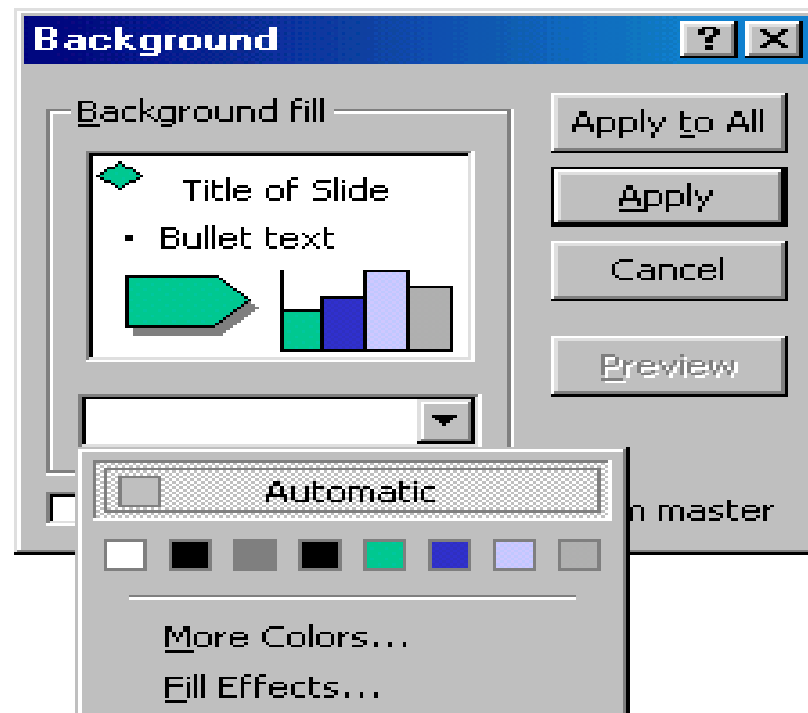 Background
Background fill
Title of Slide
Bullet text
Apply to All
Apply
Cancel
Preview
Automatic
master
More Colors...
Fill Effects...